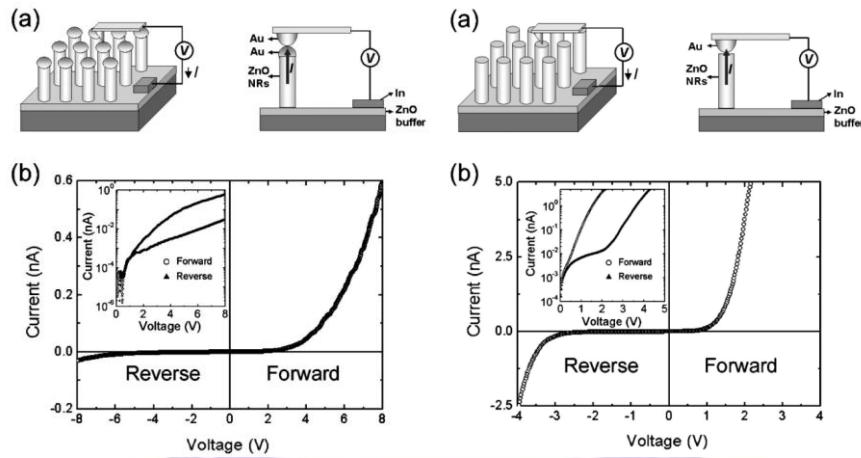 (a)
Au
Au
ZnO
NRs
I
V
I
In
ZnO
buffer
(a)
Au
ZnO
NRs
I
V
I
In
ZnO
buffer
(b)
Current (nA)
0.6
0.4
0.2
0.0
-0.2
-8 -6 -4 -2 0 2 4 6 8
Voltage (V)
Reverse
Forward
Current (nA)
10⁰
10⁻²
10⁻⁴
10⁻⁶
0 2 4 6 8
Voltage (V)
Forward
Reverse
(b)
Current (nA)
5.0
2.5
0.0
-2.5
-4 -3 -2 -1 0 1 2 3 4
Voltage (V)
Reverse
Forward
Current (nA)
10⁰
10⁻¹
10⁻²
10⁻³
10⁻⁴
0 1 2 3 4 5
Voltage (V)
Forward
Reverse